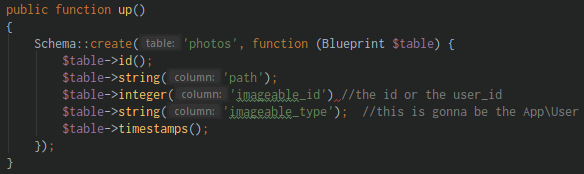 public function up()
{
    Schema::create( table: 'photos', function (Blueprint $table) {
        $table->id();
        $table->string( column: 'path');
        $table->integer( column: 'imageable_id') //the id or the user_id
        $table->string( column: 'imageable_type');  //this is gonna be the App\User
        $table->timestamps();
    });
}